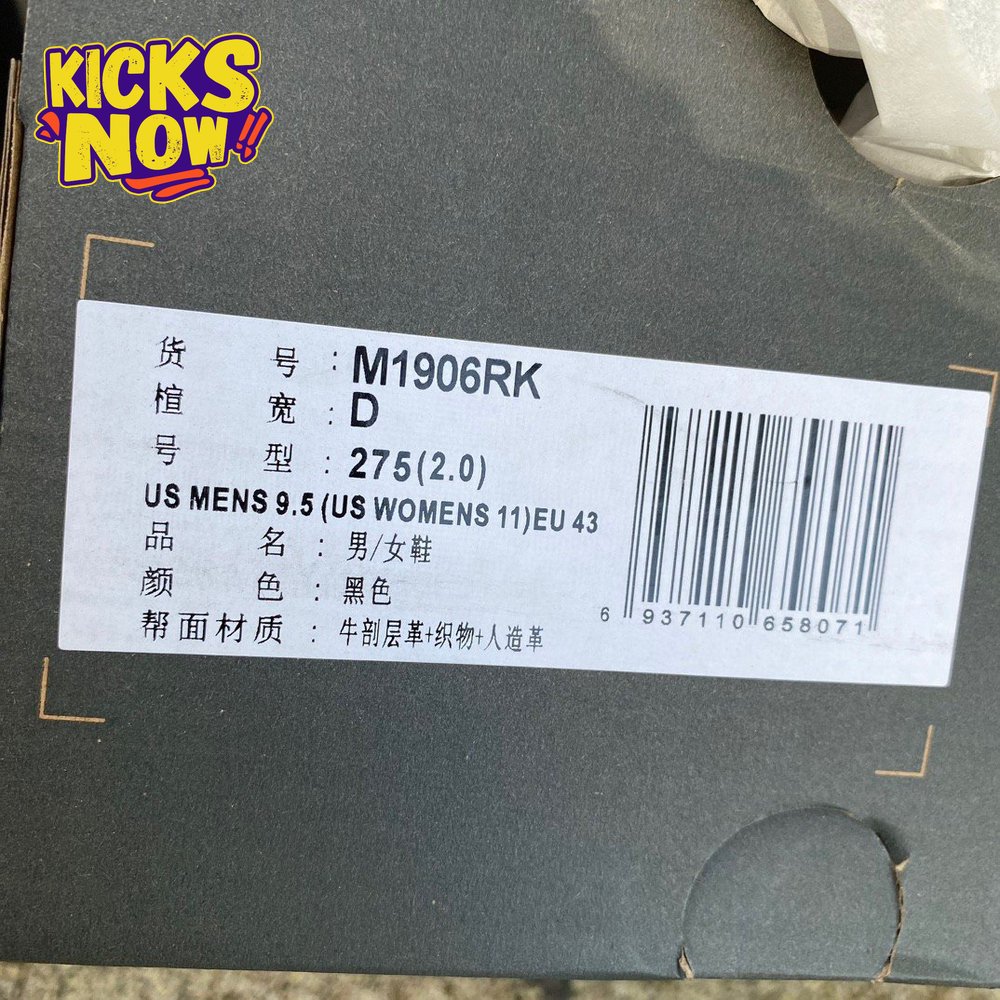 KICKS
NOW!!
货 号 : M1906RK
楦 宽 : D
号 型 : 275(2.0)
US MENS 9.5 (US WOMENS 11)EU 43
品 名 : 男/女鞋
颜 色 : 黑色
帮面材质 : 牛剖层革+织物+人造革
6 937110 658071